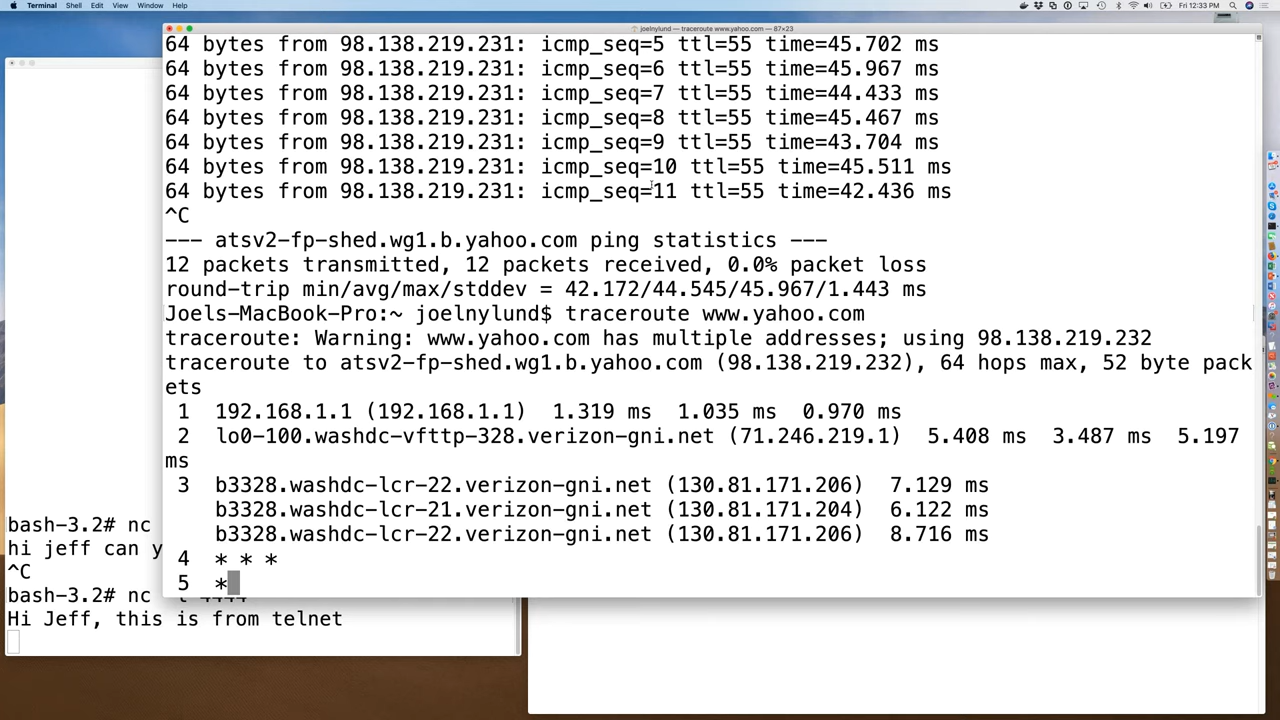 Terminal Shell Edit View Window Help Fri 12:33 PM
joelnylund — traceroute www.yahoo.com — 87×23
64 bytes from 98.138.219.231: icmp_seq=5 ttl=55 time=45.702 ms
64 bytes from 98.138.219.231: icmp_seq=6 ttl=55 time=45.967 ms
64 bytes from 98.138.219.231: icmp_seq=7 ttl=55 time=44.433 ms
64 bytes from 98.138.219.231: icmp_seq=8 ttl=55 time=45.467 ms
64 bytes from 98.138.219.231: icmp_seq=9 ttl=55 time=43.704 ms
64 bytes from 98.138.219.231: icmp_seq=10 ttl=55 time=45.511 ms
64 bytes from 98.138.219.231: icmp_seq=11 ttl=55 time=42.436 ms
^C
--- atsv2-fp-shed.wg1.b.yahoo.com ping statistics ---
12 packets transmitted, 12 packets received, 0.0% packet loss
round-trip min/avg/max/stddev = 42.172/44.545/45.967/1.443 ms
Joels-MacBook-Pro:~ joelnylund$ traceroute www.yahoo.com
traceroute: Warning: www.yahoo.com has multiple addresses; using 98.138.219.232
traceroute to atsv2-fp-shed.wg1.b.yahoo.com (98.138.219.232), 64 hops max, 52 byte pack
ets
1 192.168.1.1 (192.168.1.1) 1.319 ms 1.035 ms 0.970 ms
2 lo0-100.washdc-vfttp-328.verizon-gni.net (71.246.219.1) 5.408 ms 3.487 ms 5.197
ms
3 b3328.washdc-lcr-22.verizon-gni.net (130.81.171.206) 7.129 ms
b3328.washdc-lcr-21.verizon-gni.net (130.81.171.204) 6.122 ms
b3328.washdc-lcr-22.verizon-gni.net (130.81.171.206) 8.716 ms
4 * * *
5 *
bash-3.2# nc
hi jeff can y
^C
bash-3.2# nc
Hi Jeff, this is from telnet